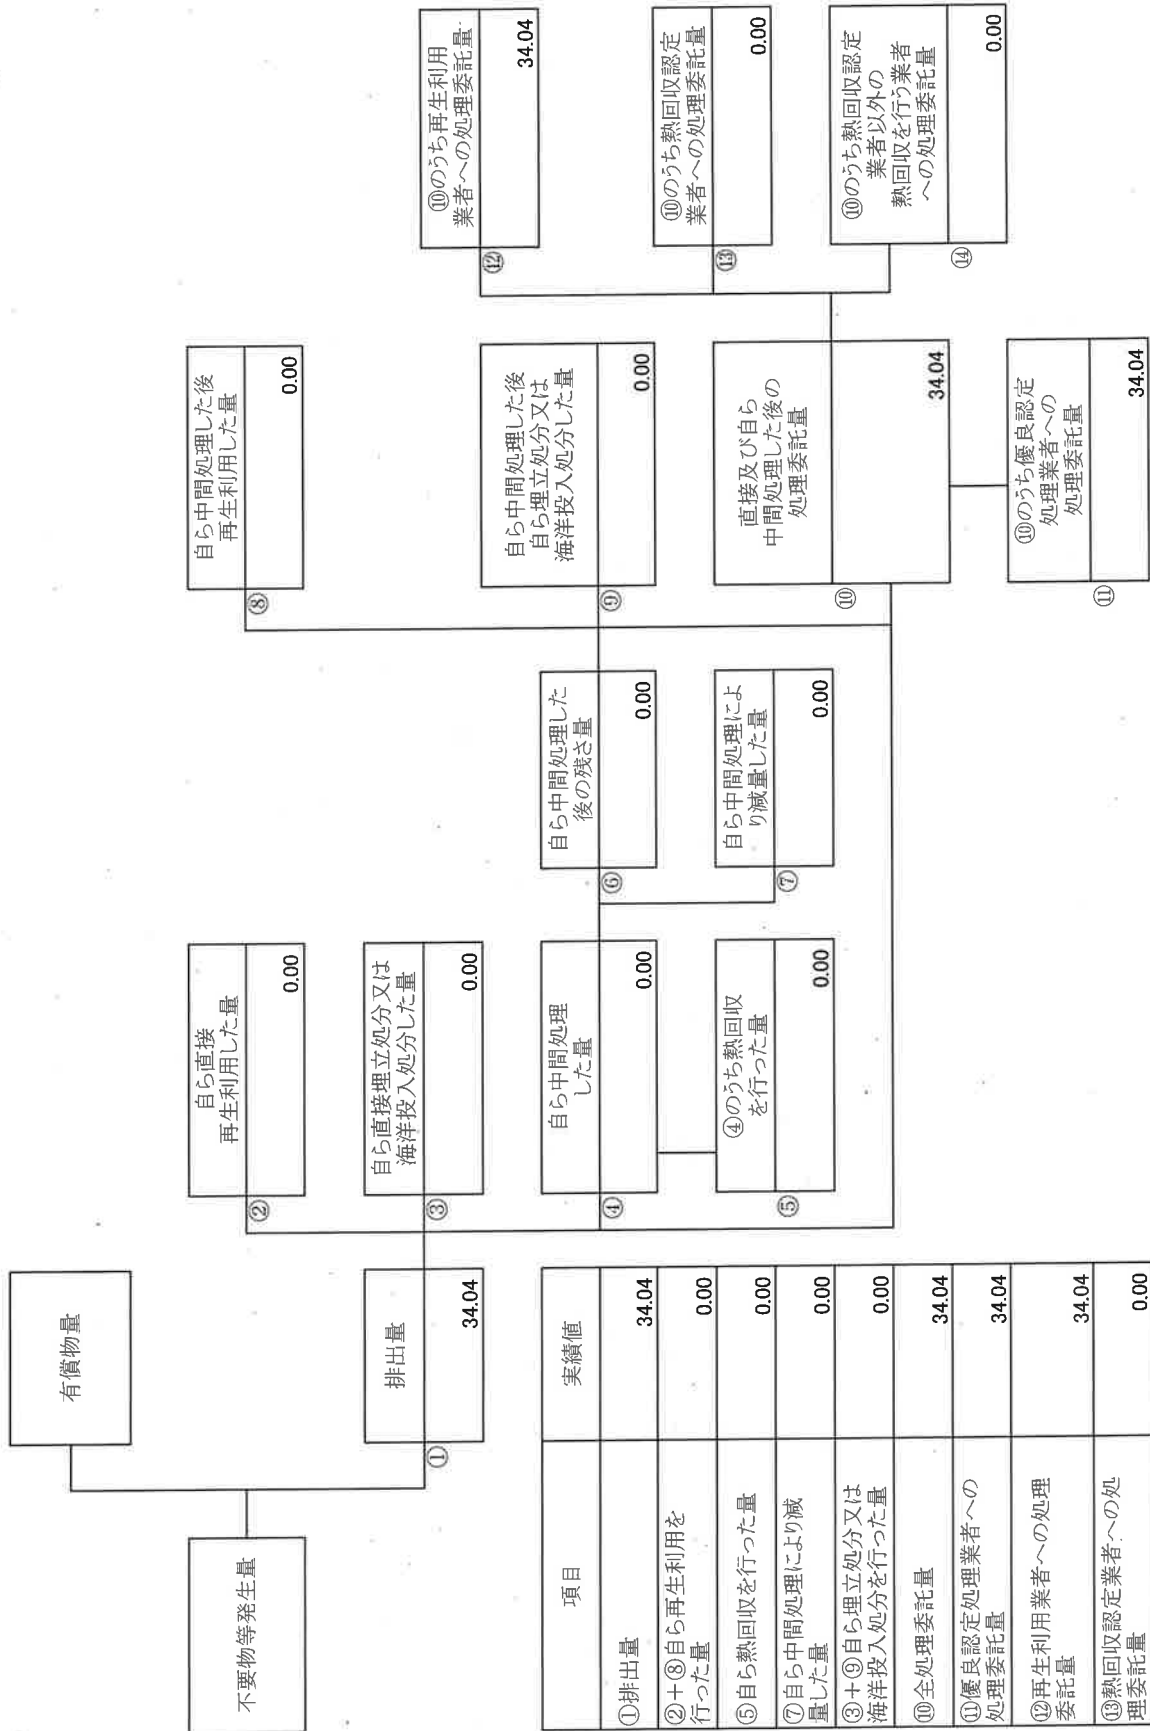 不要物等発生量
有償物量
排出量
①
34.04
自ら直接
再生利用した量
②
0.00
自ら直接埋立処分又は
海洋投入処分した量
③
0.00
自ら中間処理
した量
④
0.00
④のうち熱回収
を行った量
⑤
0.00
自ら中間処理した
後の残さ量
⑥
0.00
自ら中間処理によ
り減量した量
⑦
0.00
自ら中間処理した後
再生利用した量
⑧
0.00
自ら中間処理した後
自ら埋立処分又は
海洋投入処分した量
⑨
0.00
直接及び自ら
中間処理した後の
処理委託量
⑩
34.04
⑩のうち優良認定
処理業者への
処理委託量
⑪
34.04
⑩のうち再生利用
業者への処理委託量
⑫
34.04
⑩のうち熱回収認定
業者への処理委託量
⑬
0.00
⑩のうち熱回収認定
業者以外の
熱回収を行う業者
への処理委託量
⑭
0.00
項目 実績値
①排出量 34.04
②+⑧自ら再生利用を
行った量 0.00
⑤自ら熱回収を行った量 0.00
⑦自ら中間処理により減
量した量 0.00
③+⑨自ら埋立処分又は
海洋投入処分を行った量 0.00
⑩全処理委託量 34.04
⑪優良認定処理業者への
処理委託量 34.04
⑫再生利用業者への処理
委託量 34.04
⑬熱回収認定業者への処
理委託量 0.00